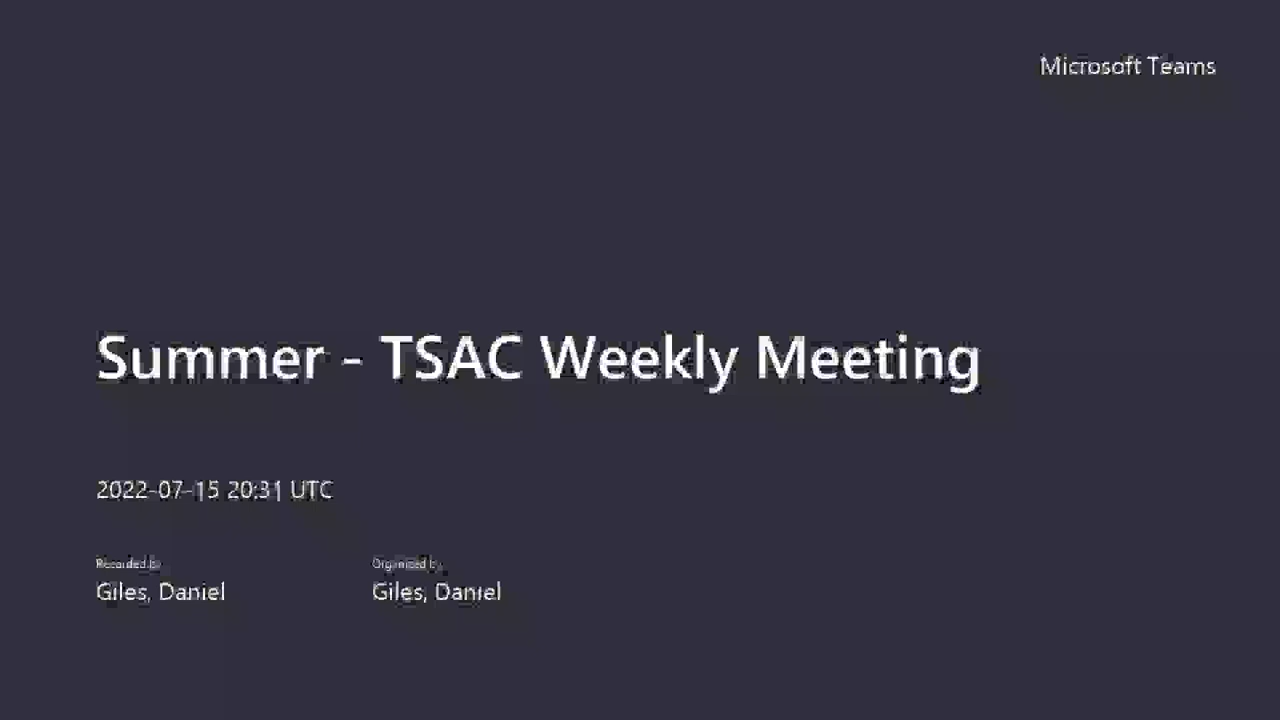 Microsoft Teams
Summer - TSAC Weekly Meeting
2022-07-15 20:31 UTC
Recorded by
Organized by
Giles, Daniel
Giles, Daniel